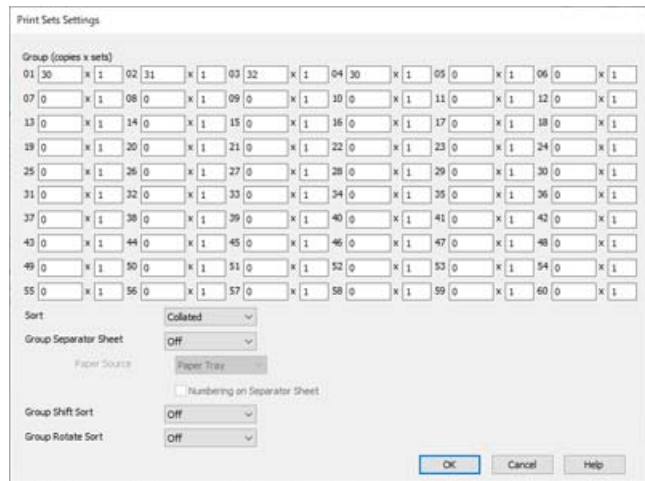 Print Sets Settings
Group (copies x sets)
01 30 x 1 02 31 x 1 03 32 x 1 04 30 x 1 05 0 x 1 06 0 x 1
07 0 x 1 08 0 x 1 09 0 x 1 10 0 x 1 11 0 x 1 12 0 x 1
13 0 x 1 14 0 x 1 15 0 x 1 16 0 x 1 17 0 x 1 18 0 x 1
19 0 x 1 20 0 x 1 21 0 x 1 22 0 x 1 23 0 x 1 24 0 x 1
25 0 x 1 26 0 x 1 27 0 x 1 28 0 x 1 29 0 x 1 30 0 x 1
31 0 x 1 32 0 x 1 33 0 x 1 34 0 x 1 35 0 x 1 36 0 x 1
37 0 x 1 38 0 x 1 39 0 x 1 40 0 x 1 41 0 x 1 42 0 x 1
43 0 x 1 44 0 x 1 45 0 x 1 46 0 x 1 47 0 x 1 48 0 x 1
49 0 x 1 50 0 x 1 51 0 x 1 52 0 x 1 53 0 x 1 54 0 x 1
55 0 x 1 56 0 x 1 57 0 x 1 58 0 x 1 59 0 x 1 60 0 x 1
Sort Collated
Group Separator Sheet Off
Paper Source Paper Tray
Numbering on Separator Sheet
Group Shift Sort Off
Group Rotate Sort Off
OK Cancel Help